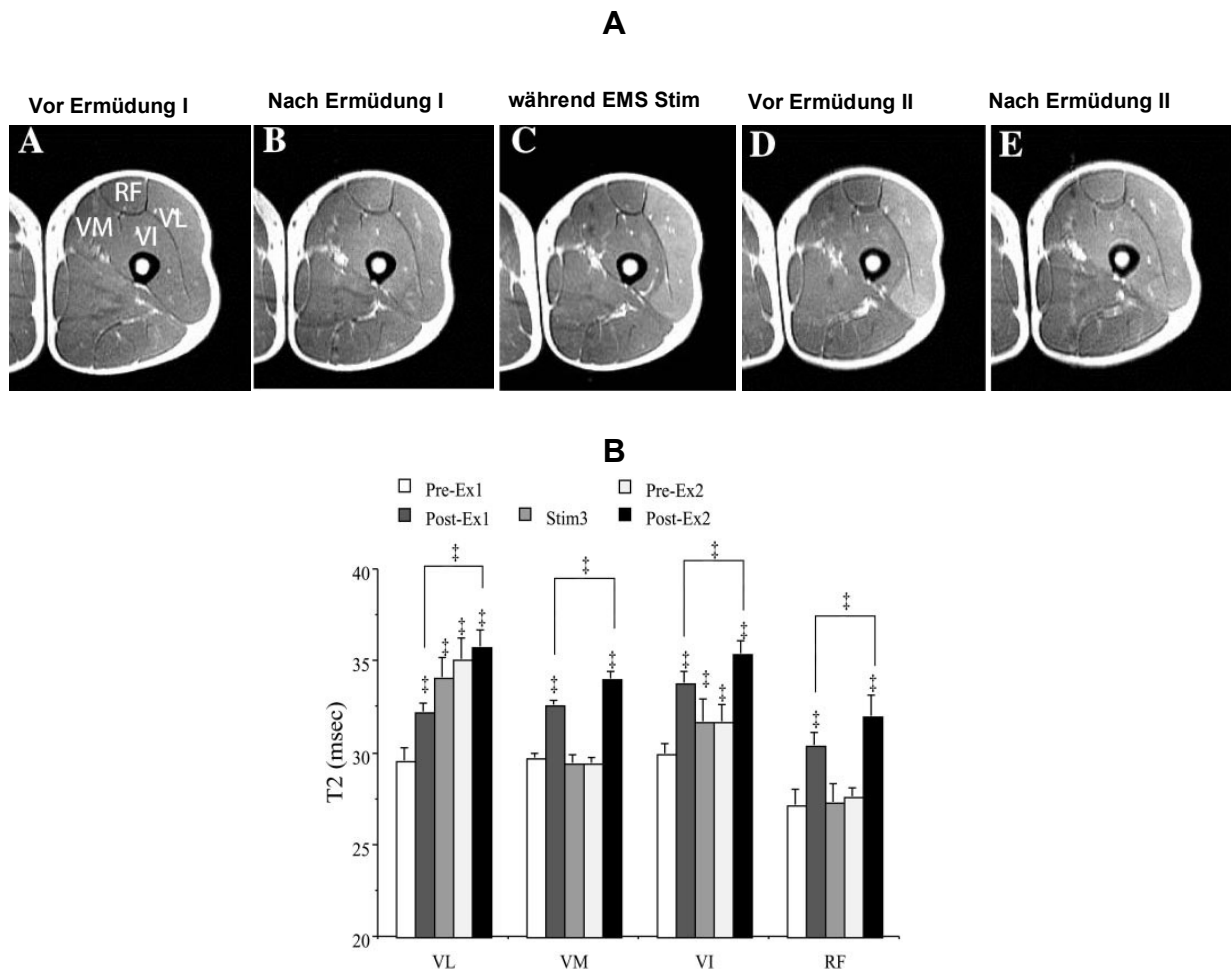 A
Vor Ermüdung I Nach Ermüdung I während EMS Stim Vor Ermüdung II Nach Ermüdung II
A B C D E
RF
VM VL
VI
B
Pre-Ex1 Pre-Ex2
Post-Ex1 Stim3 Post-Ex2
T2 (msec)
40
35
30
25
20
‡ ‡ ‡ ‡
‡ ‡ ‡ ‡ ‡ ‡ ‡ ‡ ‡ ‡ ‡ ‡
VL VM VI RF